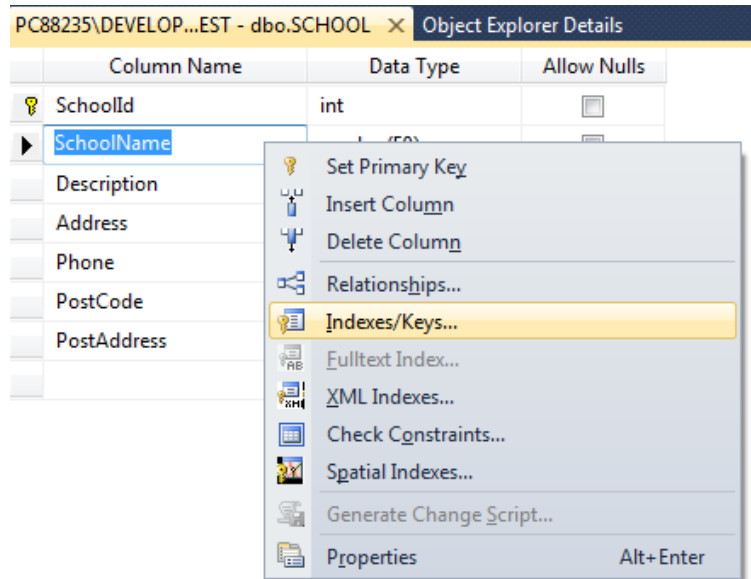 PC88235\DEVELOP...EST - dbo.SCHOOL Object Explorer Details
Column Name Data Type Allow Nulls
SchoolId int
SchoolName
Description
Address
Phone
PostCode
PostAddress
Set Primary Key
Insert Column
Delete Column
Relationships...
Indexes/Keys...
Fulltext Index...
XML Indexes...
Check Constraints...
Spatial Indexes...
Generate Change Script...
Properties Alt+Enter